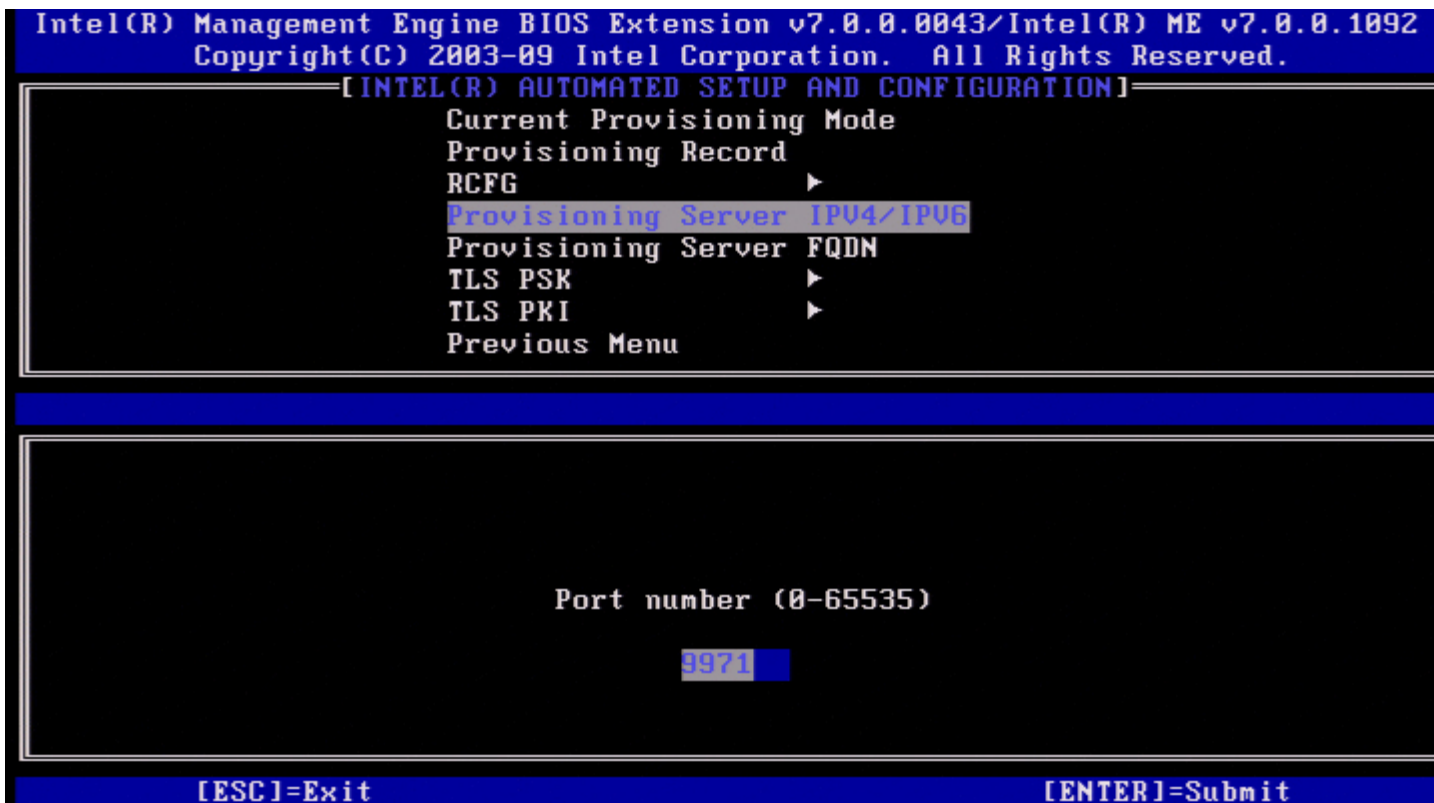 Intel(R) Management Engine BIOS Extension v7.0.0.0043/Intel(R) ME v7.0.0.1092
Copyright(C) 2003-09 Intel Corporation. All Rights Reserved.
[INTEL(R) AUTOMATED SETUP AND CONFIGURATION]
Current Provisioning Mode
Provisioning Record
RCFG
Provisioning Server IPV4/IPV6
Provisioning Server FQDN
TLS PSK
TLS PKI
Previous Menu
Port number (0-65535)
9971
[ESC]=Exit [ENTER]=Submit